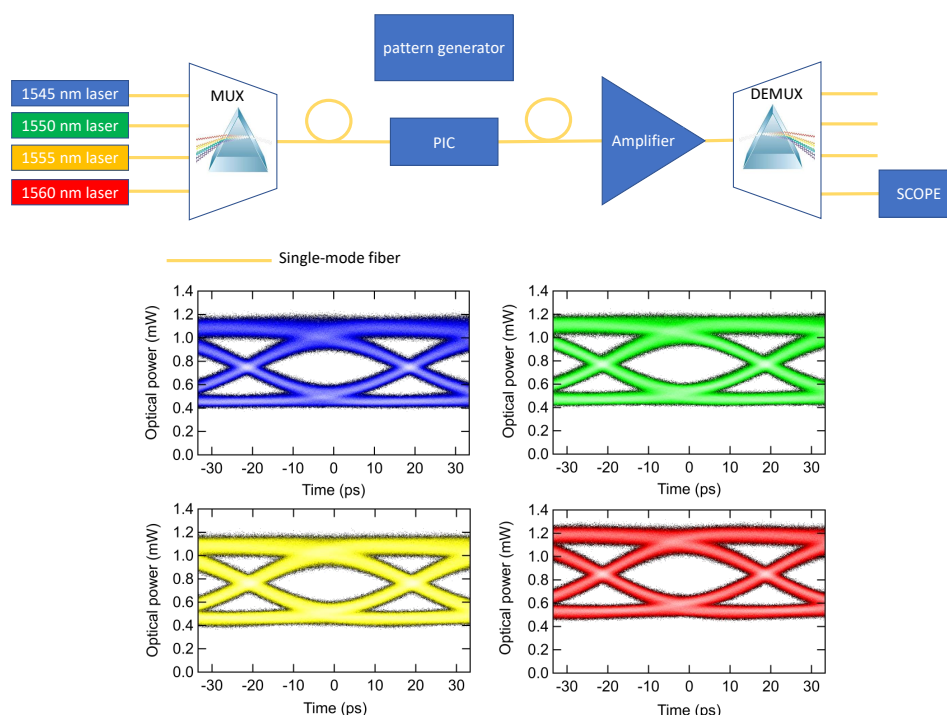 pattern generator
1545 nm laser
1550 nm laser
1555 nm laser
1560 nm laser
MUX
PIC
Amplifier
DEMUX
SCOPE
Single-mode fiber
Optical power (mW)
1.4
1.2
1.0
0.8
0.6
0.4
0.2
0.0
-30 -20 -10 0 10 20 30
Time (ps)
Optical power (mW)
1.4
1.2
1.0
0.8
0.6
0.4
0.2
0.0
-30 -20 -10 0 10 20 30
Time (ps)
Optical power (mW)
1.4
1.2
1.0
0.8
0.6
0.4
0.2
0.0
-30 -20 -10 0 10 20 30
Time (ps)
Optical power (mW)
1.4
1.2
1.0
0.8
0.6
0.4
0.2
0.0
-30 -20 -10 0 10 20 30
Time (ps)